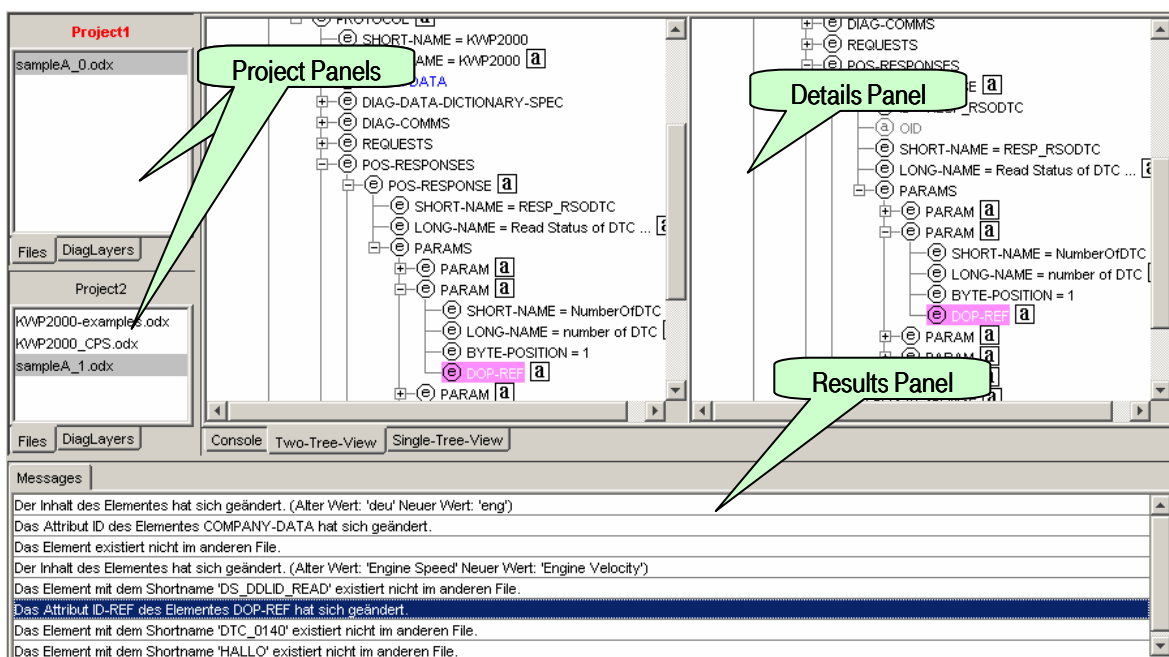 Project1
sampleA_0.odx
Files DiagLayers
Project2
KWP2000-examples.odx
KWP2000_CPS.odx
sampleA_1.odx
Files DiagLayers
Project Panels
PROTOCOL a
e SHORT-NAME = KWP2000
AME = KWP2000 a
DATA
e DIAG-DATA-DICTIONARY-SPEC
e DIAG-COMMS
e REQUESTS
e POS-RESPONSES
e POS-RESPONSE a
e SHORT-NAME = RESP_RSODTC
e LONG-NAME = Read Status of DTC ... a
e PARAMS
e PARAM a
e PARAM a
e SHORT-NAME = NumberOfDTC
e LONG-NAME = number of DTC
e BYTE-POSITION = 1
e DOP-REF a
e PARAM a
Console Two-Tree-View Single-Tree-View
e DIAG-COMMS
e REQUESTS
e POS-RESPONSES
Details Panel
E a
RSODTC
a OID
e SHORT-NAME = RESP_RSODTC
e LONG-NAME = Read Status of DTC ... a
e PARAMS
e PARAM a
e PARAM a
e SHORT-NAME = NumberOfDTC
e LONG-NAME = number of DTC
e BYTE-POSITION = 1
e DOP-REF a
e PARAM a
e PARAM a
a
a
Results Panel
Messages
Der Inhalt des Elementes hat sich geändert. (Alter Wert: 'deu' Neuer Wert: 'eng')
Das Attribut ID des Elementes COMPANY-DATA hat sich geändert.
Das Element existiert nicht im anderen File.
Der Inhalt des Elementes hat sich geändert. (Alter Wert: 'Engine Speed' Neuer Wert: 'Engine Velocity')
Das Element mit dem Shortname 'DS_DDLID_READ' existiert nicht im anderen File.
Das Attribut ID-REF des Elementes DOP-REF hat sich geändert.
Das Element mit dem Shortname 'DTC_0140' existiert nicht im anderen File.
Das Element mit dem Shortname 'HALLO' existiert nicht im anderen File.